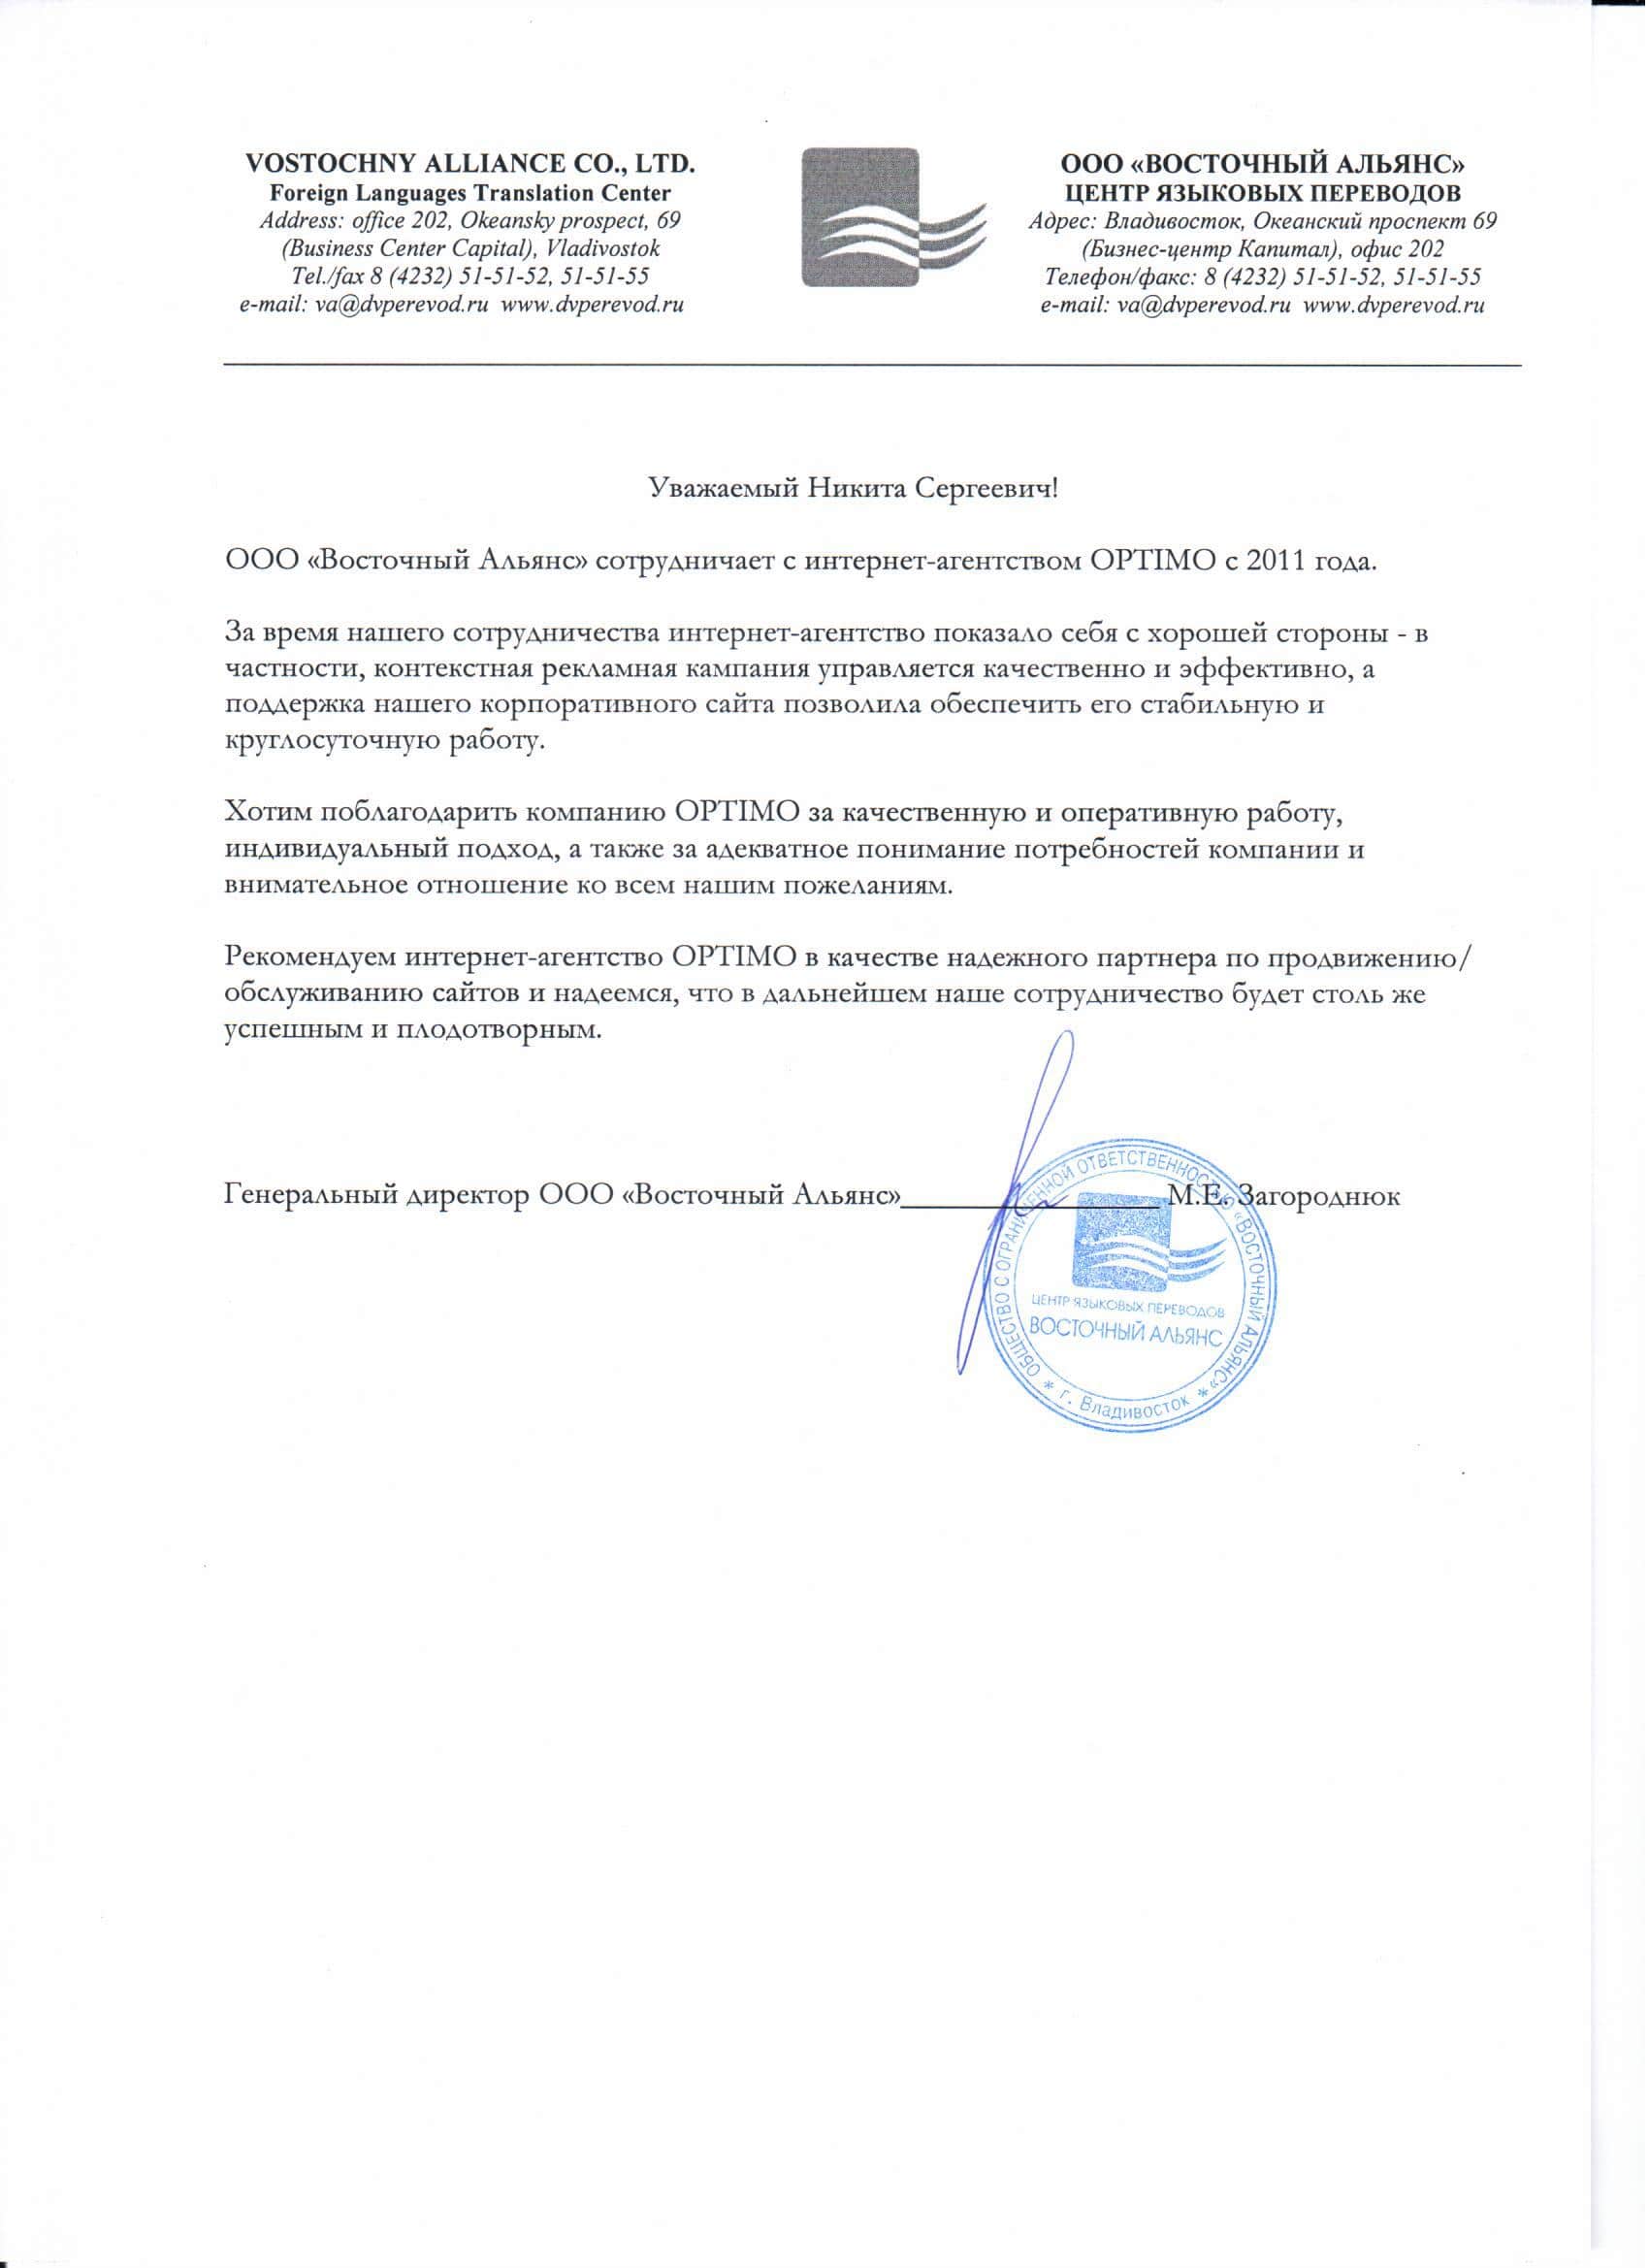 VOSTOCHNY ALLIANCE CO., LTD.
Foreign Languages Translation Center
Address: office 202, Okeansky prospect, 69
(Business Center Capital), Vladivostok
Tel./fax 8 (4232) 51-51-52, 51-51-55
e-mail: va@dvperevod.ru www.dvperevod.ru
ООО «ВОСТОЧНЫЙ АЛЬЯНС»
ЦЕНТР ЯЗЫКОВЫХ ПЕРЕВОДОВ
Адрес: Владивосток, Океанский проспект 69
(Бизнес-центр Капитал), офис 202
Телефон/факс: 8 (4232) 51-51-52, 51-51-55
e-mail: va@dvperevod.ru www.dvperevod.ru
Уважаемый Никита Сергеевич!
ООО «Восточный Альянс» сотрудничает с интернет-агентством OPTIMO с 2011 года.
За время нашего сотрудничества интернет-агентство показало себя с хорошей стороны - в
частности, контекстная рекламная кампания управляется качественно и эффективно, а
поддержка нашего корпоративного сайта позволила обеспечить его стабильную и
круглосуточную работу.
Хотим поблагодарить компанию OPTIMO за качественную и оперативную работу,
индивидуальный подход, а также за адекватное понимание потребностей компании и
внимательное отношение ко всем нашим пожеланиям.
Рекомендуем интернет-агентство OPTIMO в качестве надежного партнера по продвижению/
обслуживанию сайтов и надеемся, что в дальнейшем наше сотрудничество будет столь же
успешным и плодотворным.
Генеральный директор ООО «Восточный Альянс»__________________ М.Е. Загороднюк
ОБЩЕСТВО С ОГРАНИЧЕННОЙ ОТВЕТСТВЕННОСТЬЮ «ВОСТОЧНЫЙ АЛЬЯНС»
ЦЕНТР ЯЗЫКОВЫХ ПЕРЕВОДОВ
ВОСТОЧНЫЙ АЛЬЯНС
* г. Владивосток *